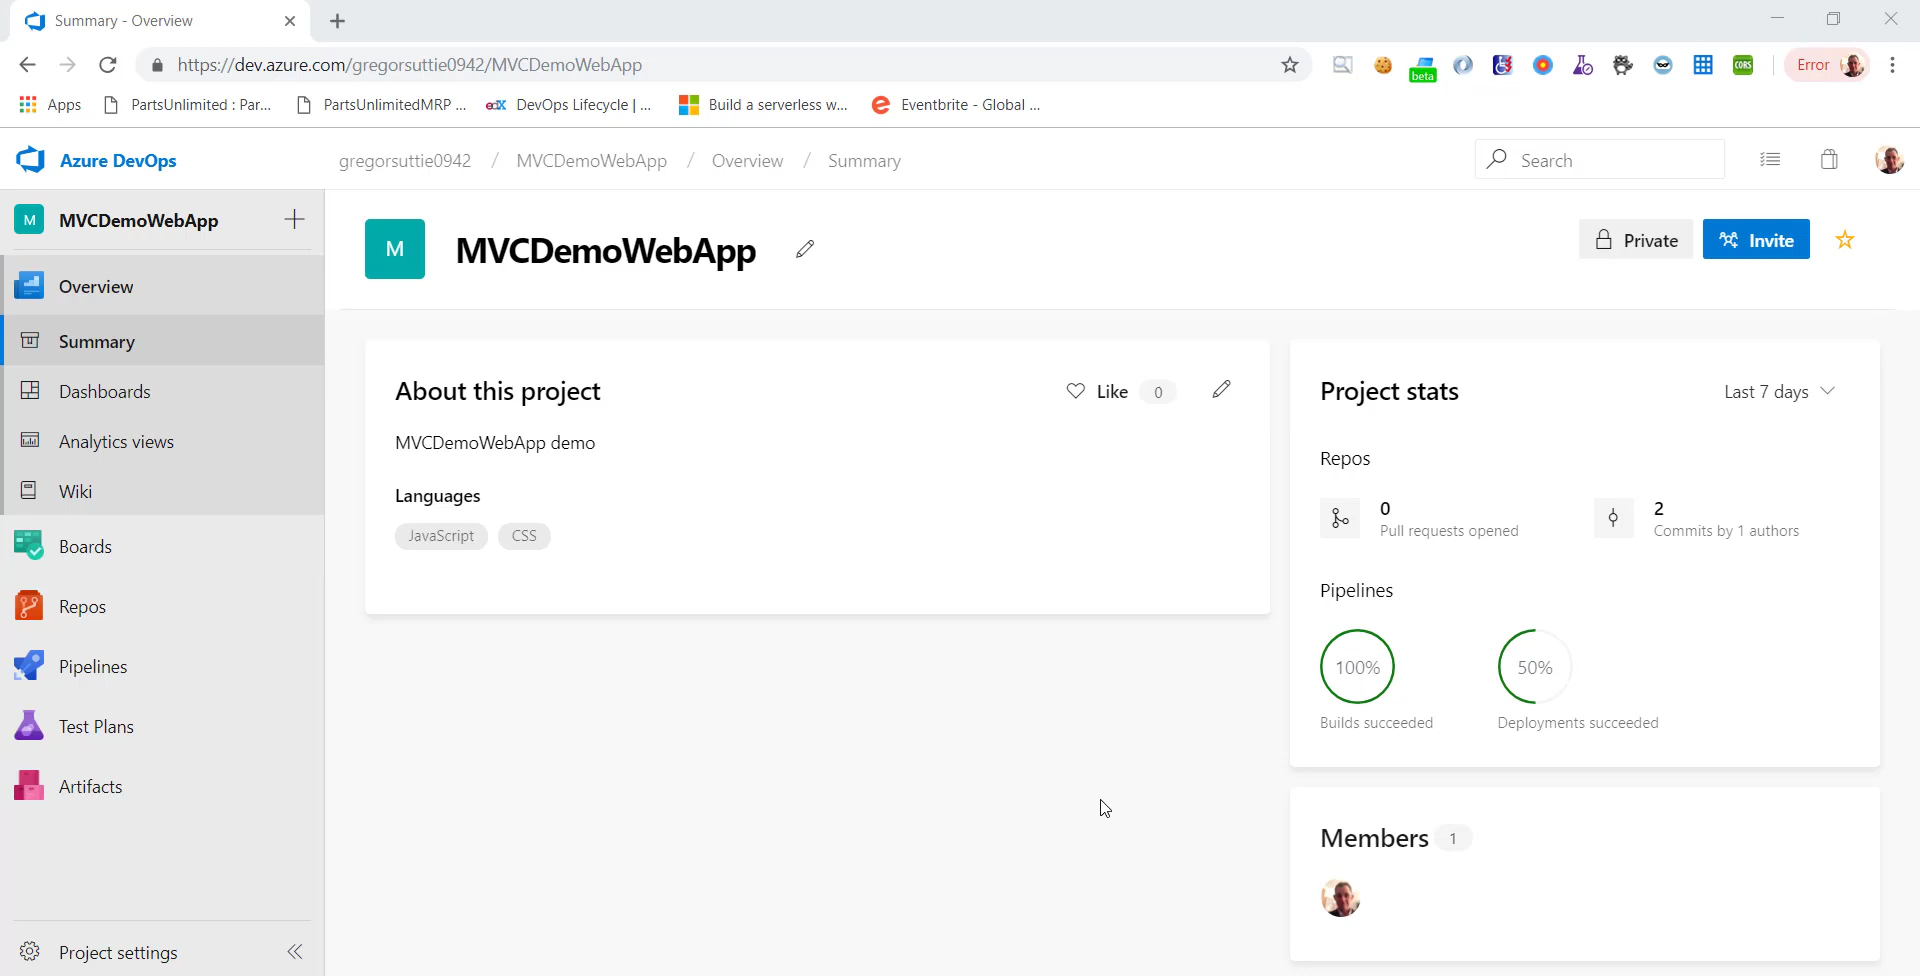 Summary - Overview
https://dev.azure.com/gregorsuttie0942/MVCDemoWebApp
beta
CORS
Error
Apps
PartsUnlimited : Par...
PartsUnlimitedMRP ...
edX
DevOps Lifecycle | ...
Build a serverless w...
Eventbrite - Global ...
Azure DevOps
gregorsuttie0942 / MVCDemoWebApp / Overview / Summary
Search
M
MVCDemoWebApp
Overview
Summary
Dashboards
Analytics views
Wiki
Boards
Repos
Pipelines
Test Plans
Artifacts
Project settings
M
MVCDemoWebApp
Private
Invite
About this project
Like 0
MVCDemoWebApp demo
Languages
JavaScript CSS
Project stats
Last 7 days
Repos
0
Pull requests opened
2
Commits by 1 authors
Pipelines
100%
Builds succeeded
50%
Deployments succeeded
Members 1